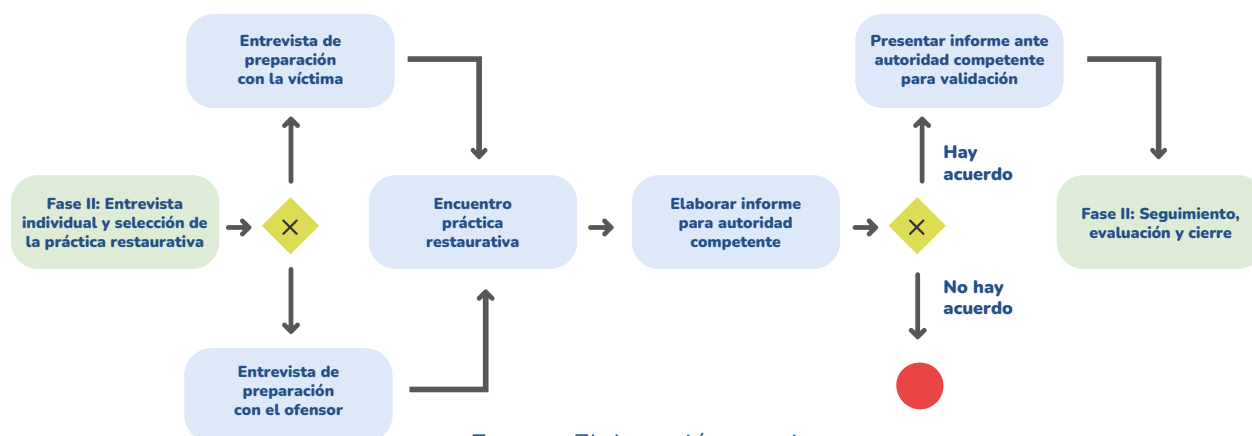 Entrevista de
preparación
con la víctima
Presentar informe ante
autoridad competente
para validación
Hay
acuerdo
Fase II: Entrevista
individual y selección de
la práctica restaurativa
Encuentro
práctica
restaurativa
Elaborar informe
para autoridad
competente
Fase II: Seguimiento,
evaluación y cierre
No hay
acuerdo
Entrevista de
preparación
con el ofensor